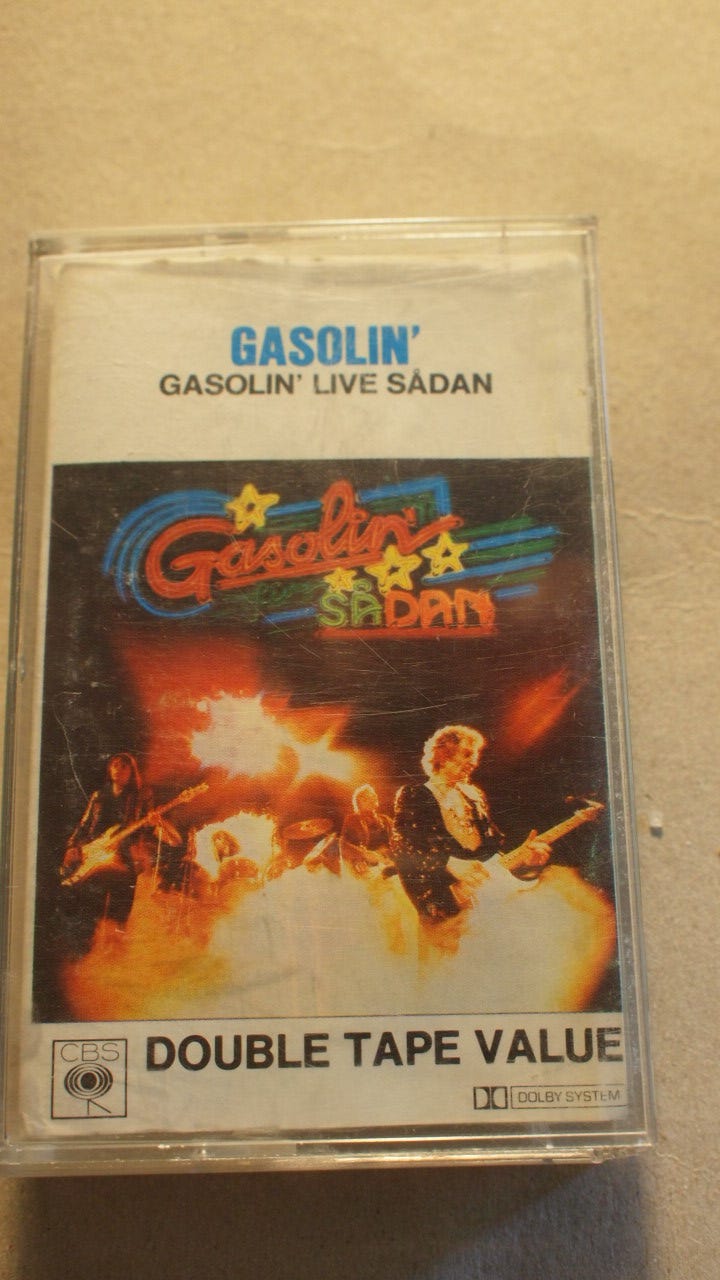 GASOLIN'
GASOLIN' LIVE SÅDAN
Gasolin'
SÅDAN
CBS
DOUBLE TAPE VALUE
DOLBY SYSTEM